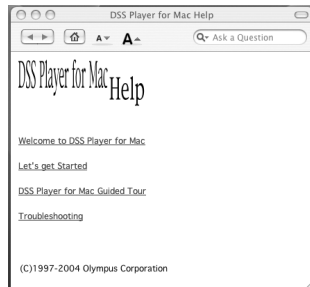 DSS Player for Mac Help
A A
Ask a Question
DSS Player for Mac Help
Welcome to DSS Player for Mac
Let's get Started
DSS Player for Mac Guided Tour
Troubleshooting
(C)1997-2004 Olympus Corporation